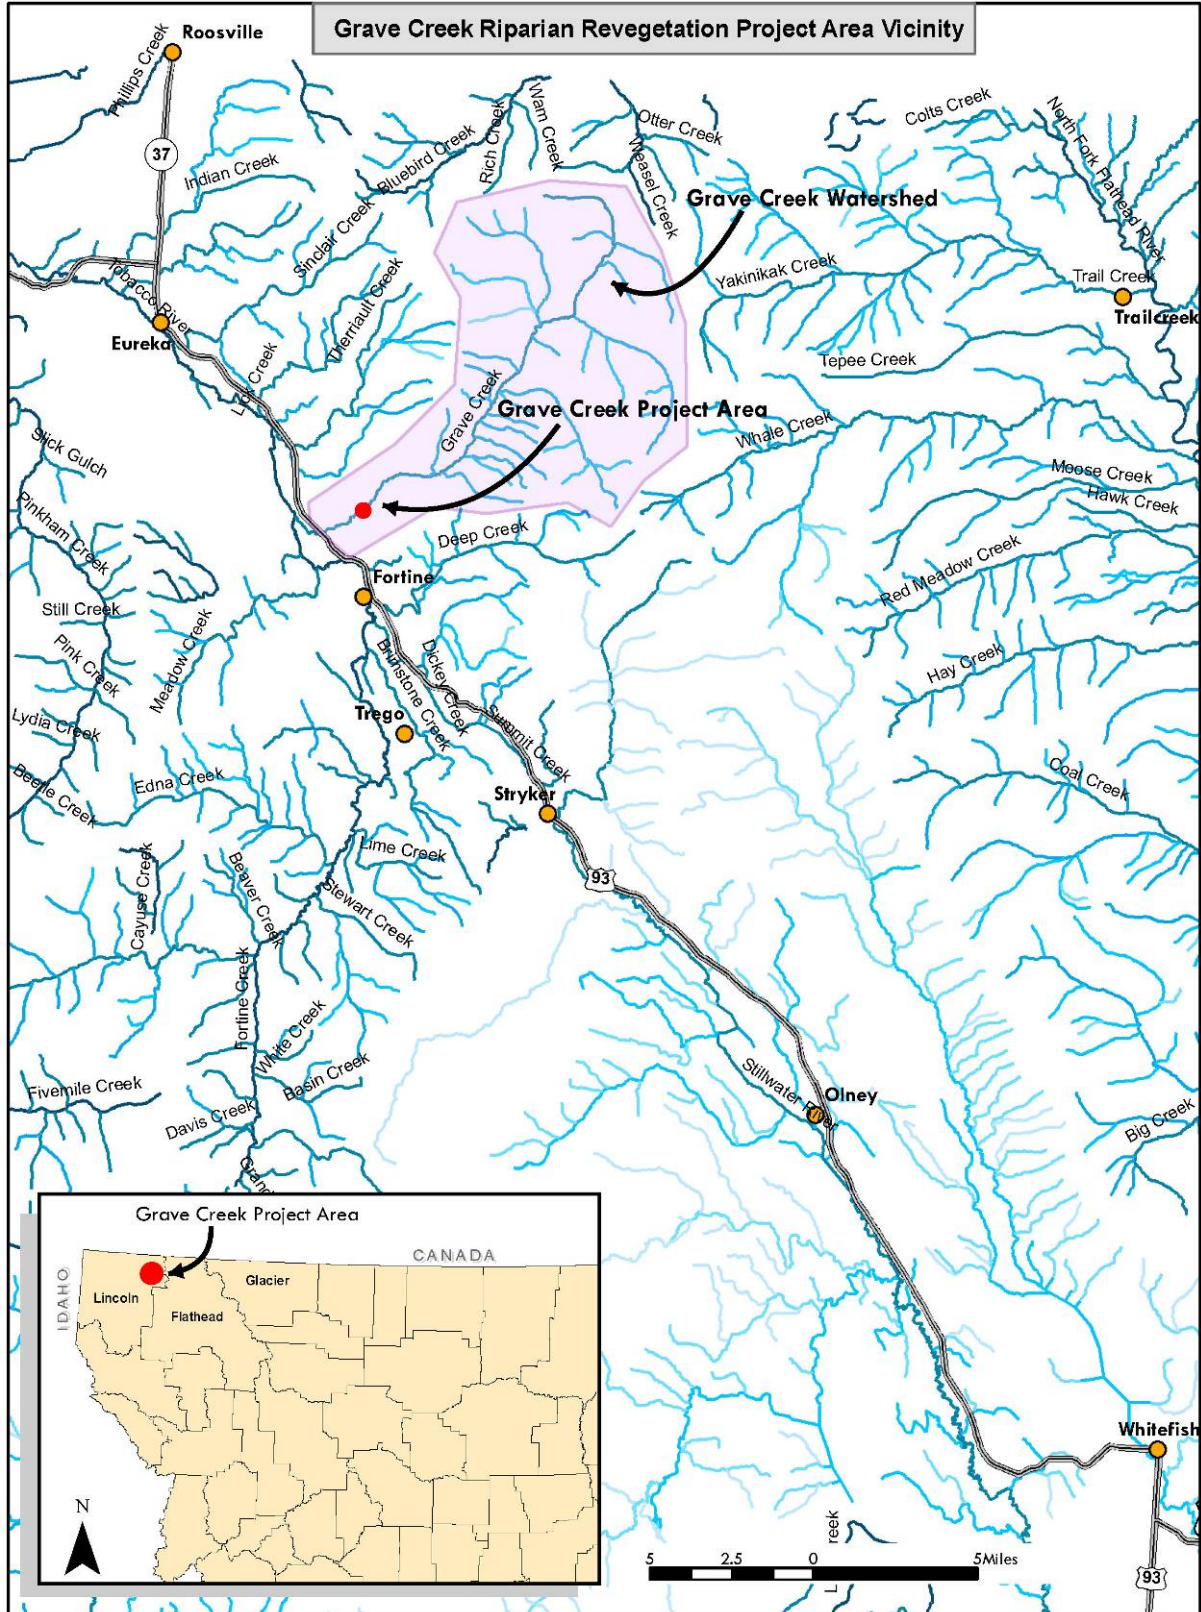 Grave Creek Riparian Revegetation Project Area Vicinity
Roosville
Phillips Creek
37
Indian Creek
Bluebird Creek
Rich Creek
Wam Creek
Otter Creek
Weasel Creek
Colts Creek
North Fork Flathead River
Grave Creek Watershed
Sinclair Creek
Tobacco River
Therriault Creek
Yakinikak Creek
Trail Creek
Trailcreek
Eureka
Tepee Creek
Creek
Grave Creek
Grave Creek Project Area
Whale Creek
Slick Gulch
Moose Creek
Hawk Creek
Pinkham Creek
Deep Creek
Red Meadow Creek
Fortine
Still Creek
Meadow Creek
Pink Creek
Brimstone Creek
Dickey Creek
Hay Creek
Lydia Creek
Trego
Summit Creek
Beetle Creek
Edna Creek
Coal Creek
Stryker
Lime Creek
93
Cayuse Creek
Beaver Creek
Stewart Creek
Fortine Creek
White Creek
Basin Creek
Fivemile Creek
Davis Creek
Stillwater River
Olney
Big Creek
Grave Creek Project Area
CANADA
IDAHO
Lincoln
Glacier
Flathead
N
Whitefish
reek
5 2.5 0 5 Miles
93